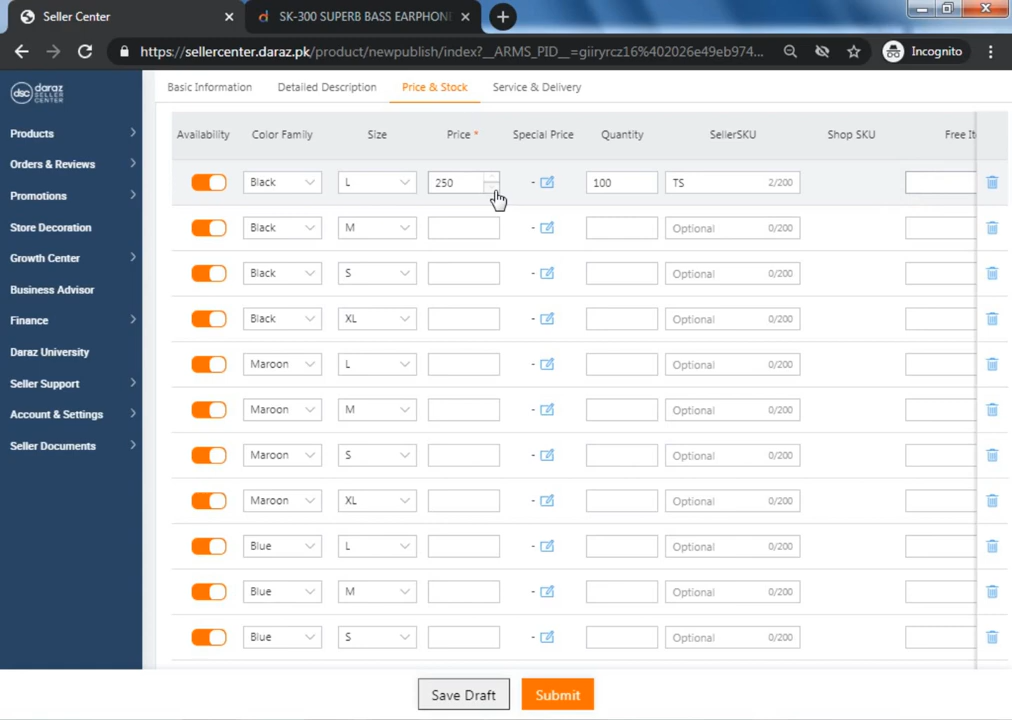 Seller Center
SK-300 SUPERB BASS EARPHONE
https://sellercenter.daraz.pk/product/newpublish/index?__ARMS_PID__=giiryrcz16%402026e49eb974...
Incognito
dsc daraz SELLER CENTER
Products
Orders & Reviews
Promotions
Store Decoration
Growth Center
Business Advisor
Finance
Daraz University
Seller Support
Account & Settings
Seller Documents
Basic Information Detailed Description Price & Stock Service & Delivery
Availability Color Family Size Price * Special Price Quantity SellerSKU Shop SKU Free It
Black L 250 - 100 TS 2/200
Black M - Optional 0/200
Black S - Optional 0/200
Black XL - Optional 0/200
Maroon L - Optional 0/200
Maroon M - Optional 0/200
Maroon S - Optional 0/200
Maroon XL - Optional 0/200
Blue L - Optional 0/200
Blue M - Optional 0/200
Blue S - Optional 0/200
Save Draft Submit